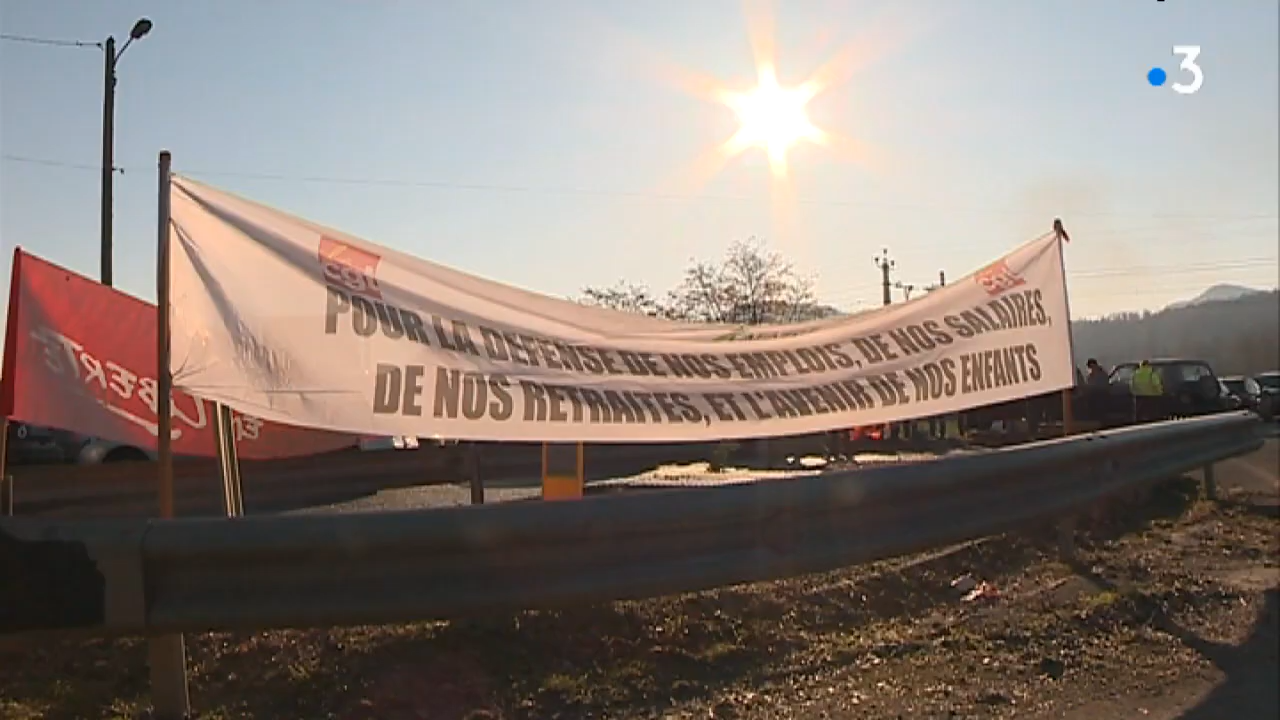 3
cgt
cgt
POUR LA DEFENSE DE NOS EMPLOIS, DE NOS SALAIRES,
DE NOS RETRAITES, ET L'AVENIR DE NOS ENFANTS
LIBERTÉ